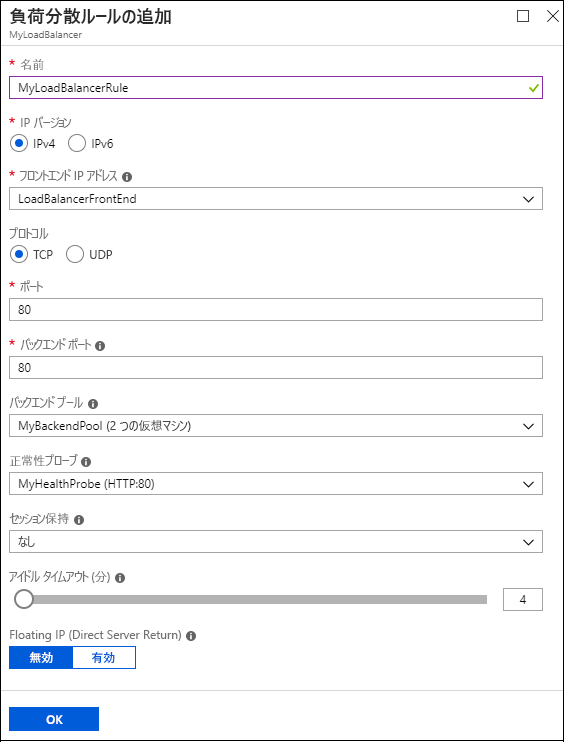 負荷分散ルールの追加
MyLoadBalancer
* 名前
MyLoadBalancerRule
* IP バージョン
IPv4 IPv6
* フロントエンド IP アドレス
LoadBalancerFrontEnd
プロトコル
TCP UDP
* ポート
80
* バックエンド ポート
80
バックエンド プール
MyBackendPool (2 つの仮想マシン)
正常性プローブ
MyHealthProbe (HTTP:80)
セッション保持
なし
アイドル タイムアウト (分)
4
Floating IP (Direct Server Return)
無効 有効
OK